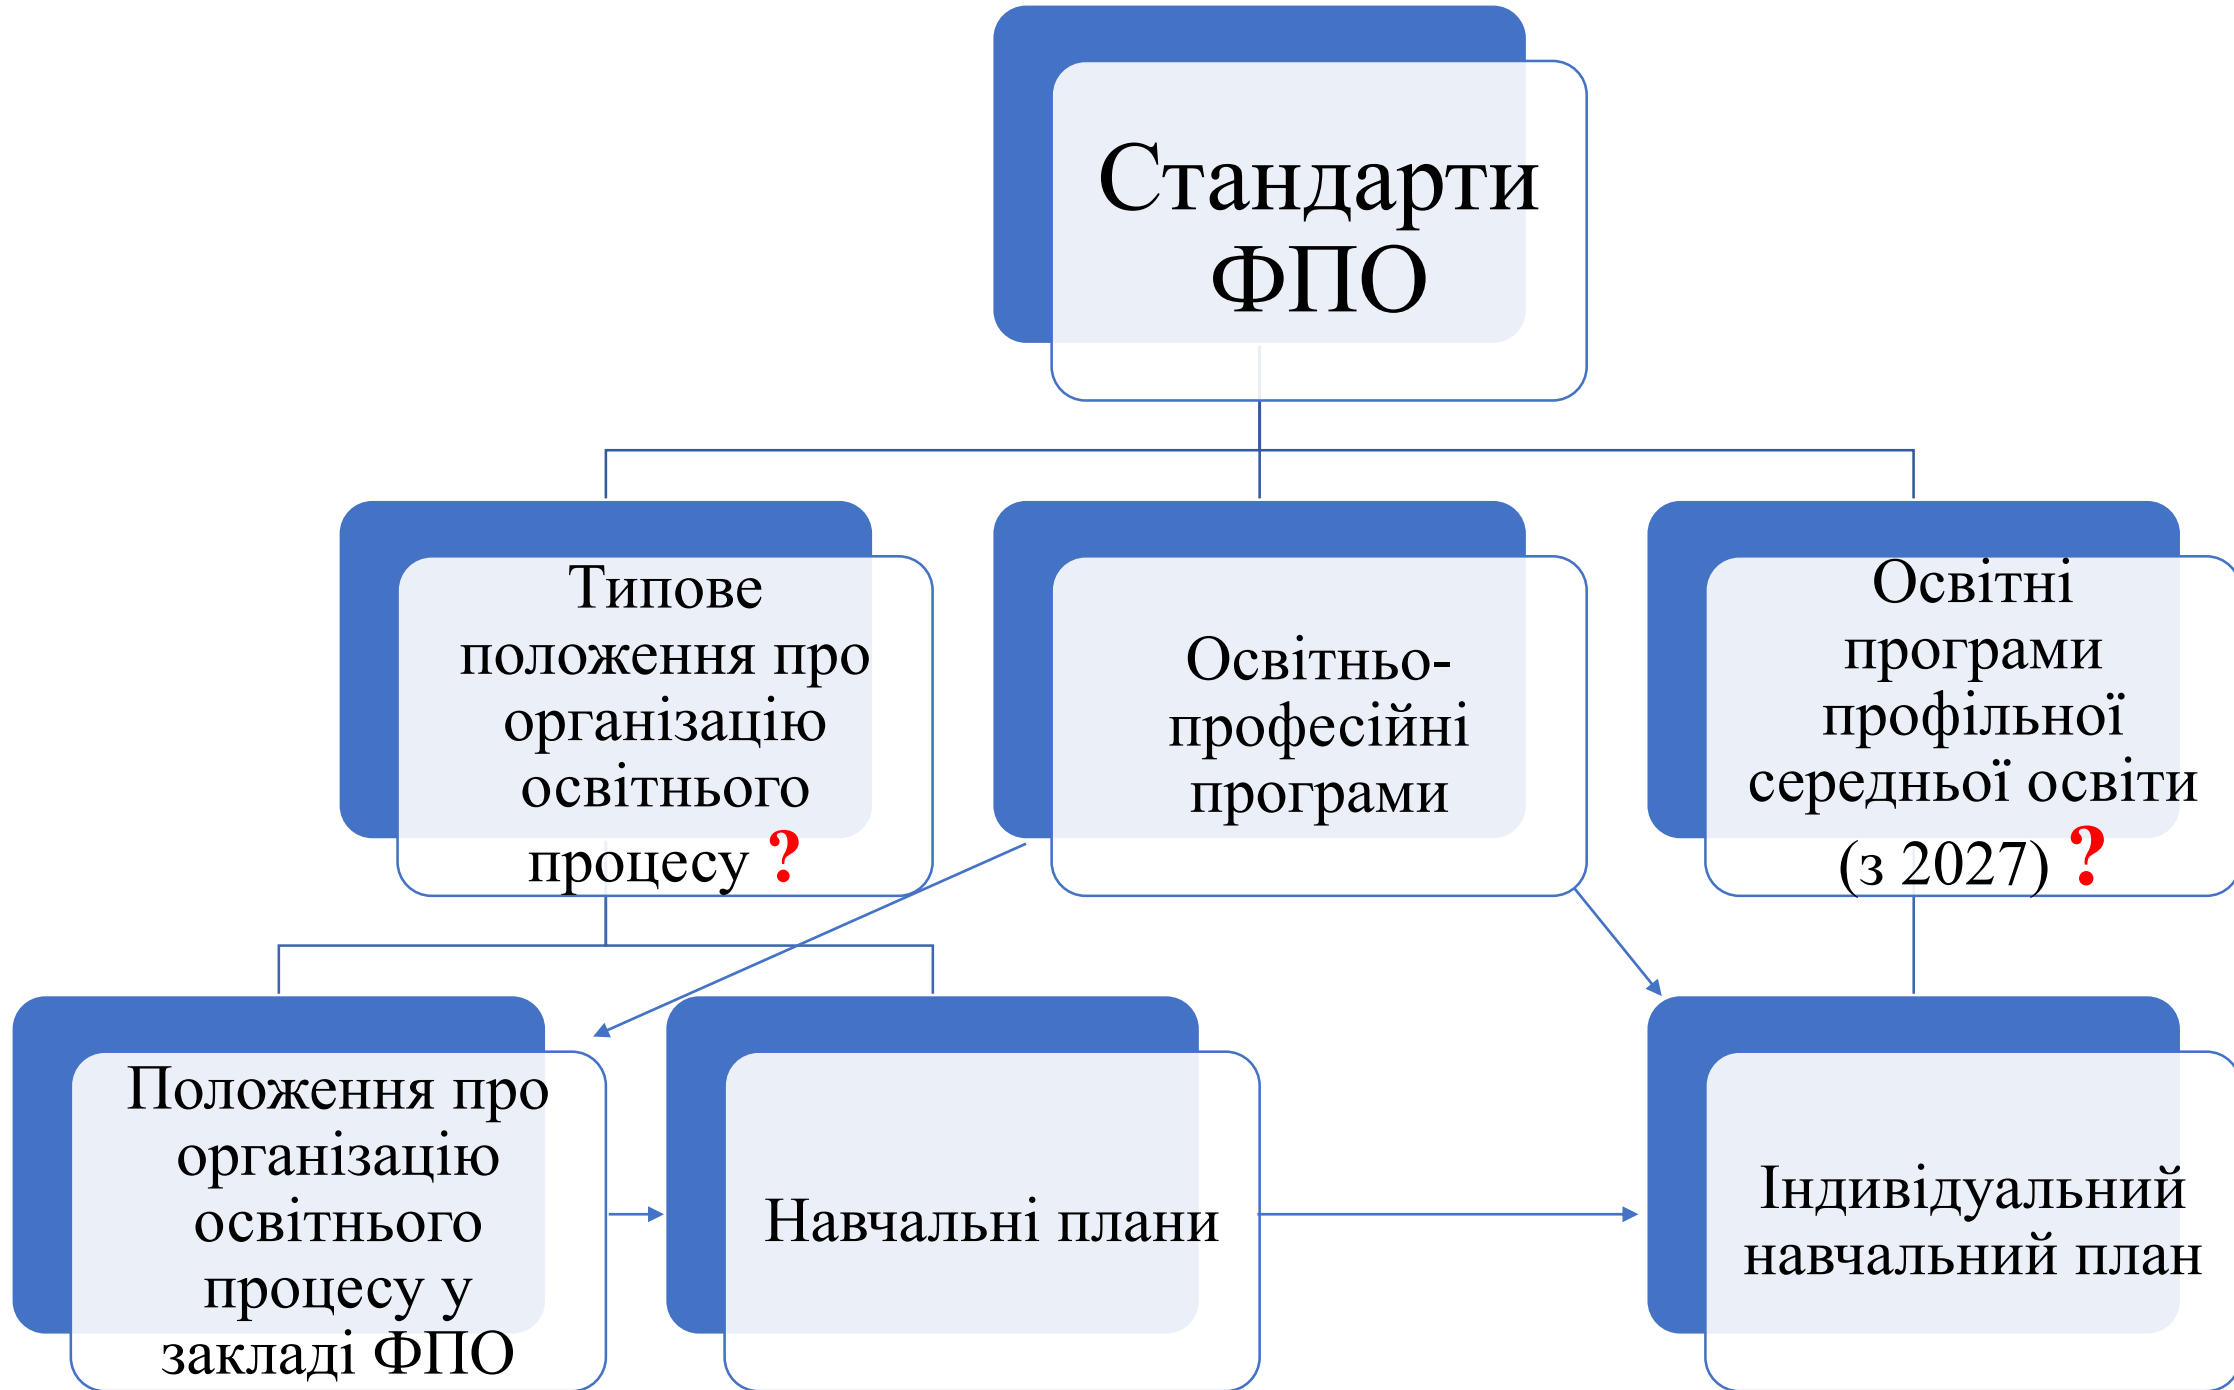 Стандарти
ФПО
Типове
положення про
організацію
освітнього
процесу ?
Освітньо-
професійні
програми
Освітні
програми
профільної
середньої освіти
(з 2027) ?
Положення про
організацію
освітнього
процесу у
закладі ФПО
Навчальні плани
Індивідуальний
навчальний план